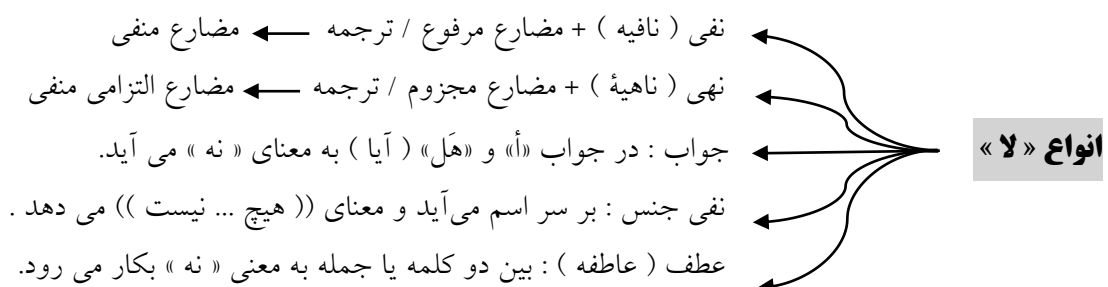 انواع « لا »
نفی ( نافیه ) + مضارع مرفوع / ترجمه ← مضارع منفی
نهی ( ناهیهٔ ) + مضارع مجزوم / ترجمه ← مضارع التزامی منفی
جواب : در جواب «أ» و «هَل» ( آیا ) به معنای « نه » می آید.
نفی جنس : بر سر اسم می‌آید و معنای (( هیچ ... نیست )) می دهد .
عطف ( عاطفه ) : بین دو کلمه یا جمله به معنی « نه » بکار می رود.